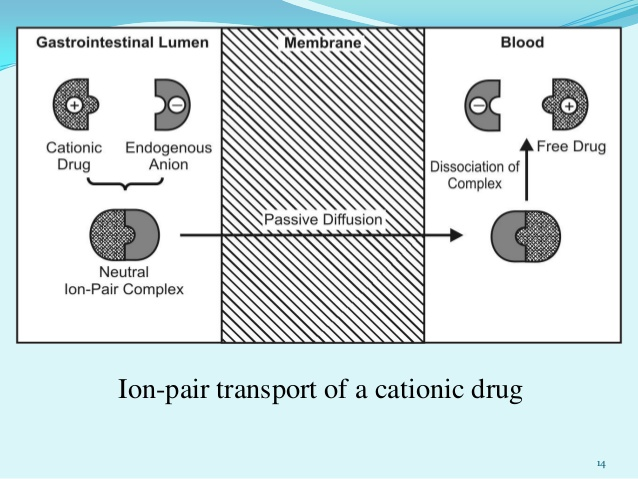 Gastrointestinal Lumen
Membrane
Blood
+
−
−
+
Cationic
Drug
Endogenous
Anion
Free Drug
Dissociation of
Complex
Passive Diffusion
Neutral
Ion-Pair Complex
Ion-pair transport of a cationic drug
14